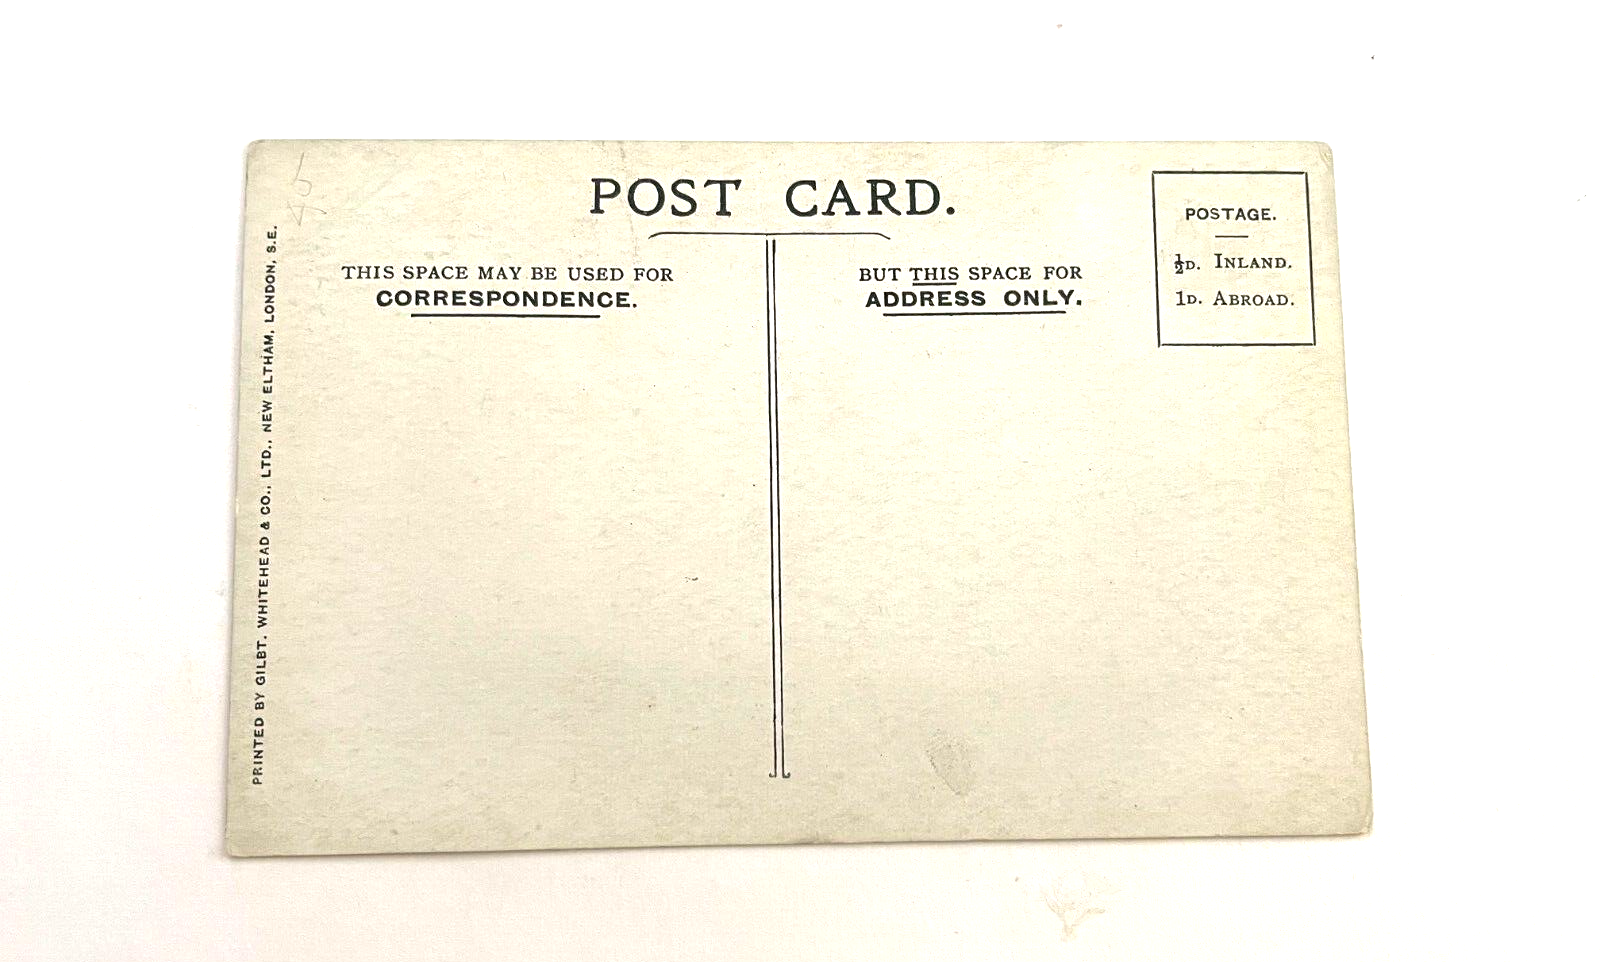 POST CARD.
THIS SPACE MAY BE USED FOR
CORRESPONDENCE.
BUT THIS SPACE FOR
ADDRESS ONLY.
POSTAGE.
½D. INLAND.
1D. ABROAD.
PRINTED BY GILBT. WHITEHEAD & CO., LTD., NEW ELTHAM, LONDON, S.E.